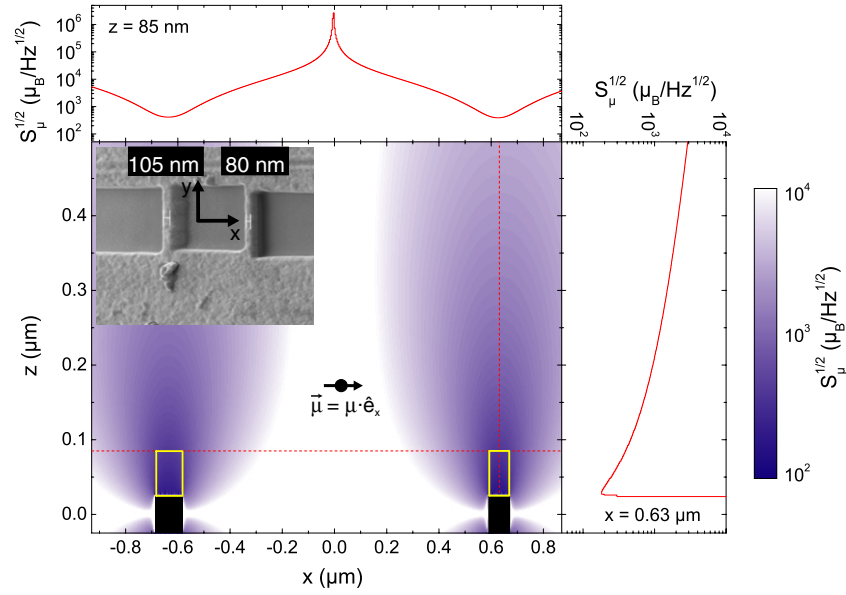 S_μ^1/2 (μ_B/Hz^1/2)
10^6
10^5
10^4
10^3
10^2
z = 85 nm
S_μ^1/2 (μ_B/Hz^1/2)
10^2
10^3
10^4
105 nm
80 nm
y
x
z (μm)
0.4
0.3
0.2
0.1
0.0
μ⃗ = μ·ê_x
x = 0.63 μm
-0.8
-0.6
-0.4
-0.2
0.0
0.2
0.4
0.6
0.8
x (μm)
10^4
10^3
10^2
S_μ^1/2 (μ_B/Hz^1/2)